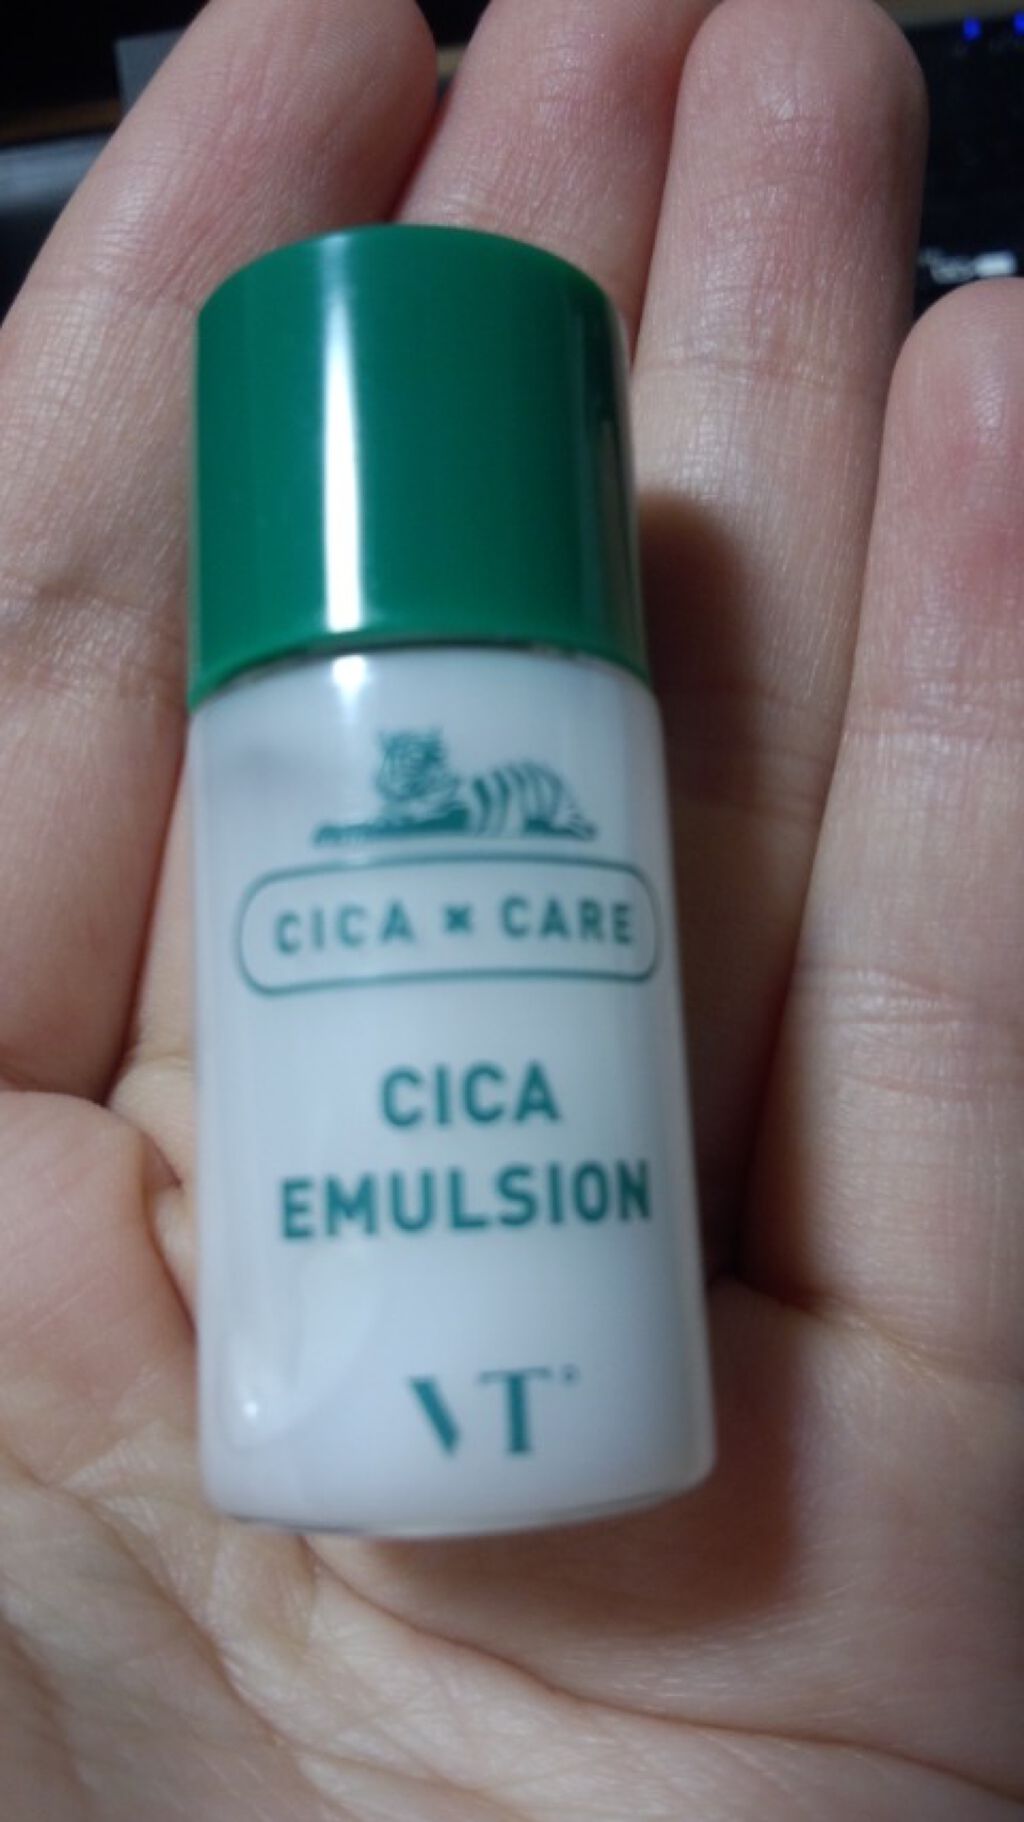 CICA × CARE
CICA
EMULSION
VT